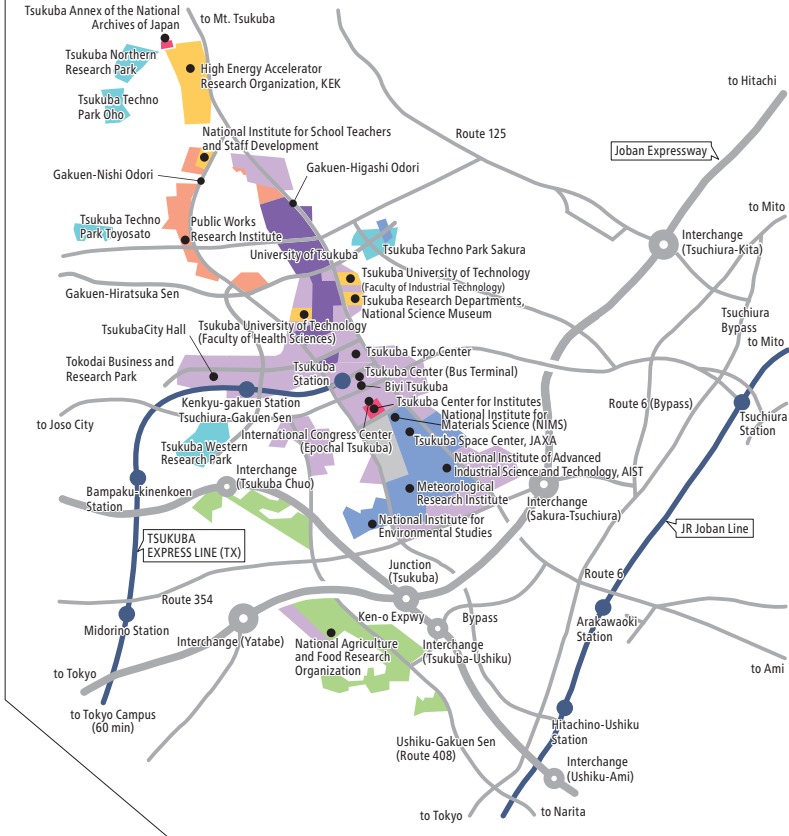 Tsukuba Annex of the National
Archives of Japan
to Mt. Tsukuba
Tsukuba Northern
Research Park
High Energy Accelerator
Research Organization, KEK
to Hitachi
Tsukuba Techno
Park Oho
National Institute for School Teachers
and Staff Development
Route 125
Joban Expressway
Gakuen-Nishi Odori
Gakuen-Higashi Odori
to Mito
Tsukuba Techno
Park Toyosato
Public Works
Research Institute
University of Tsukuba
Tsukuba Techno Park Sakura
Interchange
(Tsuchiura-Kita)
Gakuen-Hiratsuka Sen
Tsukuba University of Technology
(Faculty of Industrial Technology)
Tsukuba Research Departments,
National Science Museum
Tsuchiura
Bypass
to Mito
TsukubaCity Hall
Tsukuba University of Technology
(Faculty of Health Sciences)
Tokodai Business and
Research Park
Tsukuba
Station
Tsukuba Expo Center
Tsukuba Center (Bus Terminal)
Bivi Tsukuba
Kenkyu-gakuen Station
Tsuchiura-Gakuen Sen
Tsukuba Center for Institutes
Route 6 (Bypass)
Tsuchiura
Station
to Joso City
National Institute for
Materials Science (NIMS)
International Congress Center
(Epochal Tsukuba)
Tsukuba Space Center, JAXA
Tsukuba Western
Research Park
National Institute of Advanced
Industrial Science and Technology, AIST
Interchange
(Tsukuba Chuo)
Bampaku-kinenkoen
Station
Meteorological
Research Institute
Interchange
(Sakura-Tsuchiura)
National Institute for
Environmental Studies
JR Joban Line
TSUKUBA
EXPRESS LINE (TX)
Junction
(Tsukuba)
Route 6
Route 354
Midorino Station
Interchange (Yatabe)
Ken-o Expwy
Bypass
Arakawaoki
Station
National Agriculture
and Food Research
Organization
Interchange
(Tsukuba-Ushiku)
to Ami
to Tokyo
to Tokyo Campus
(60 min)
Hitachino-Ushiku
Station
Ushiku-Gakuen Sen
(Route 408)
Interchange
(Ushiku-Ami)
to Tokyo
to Narita